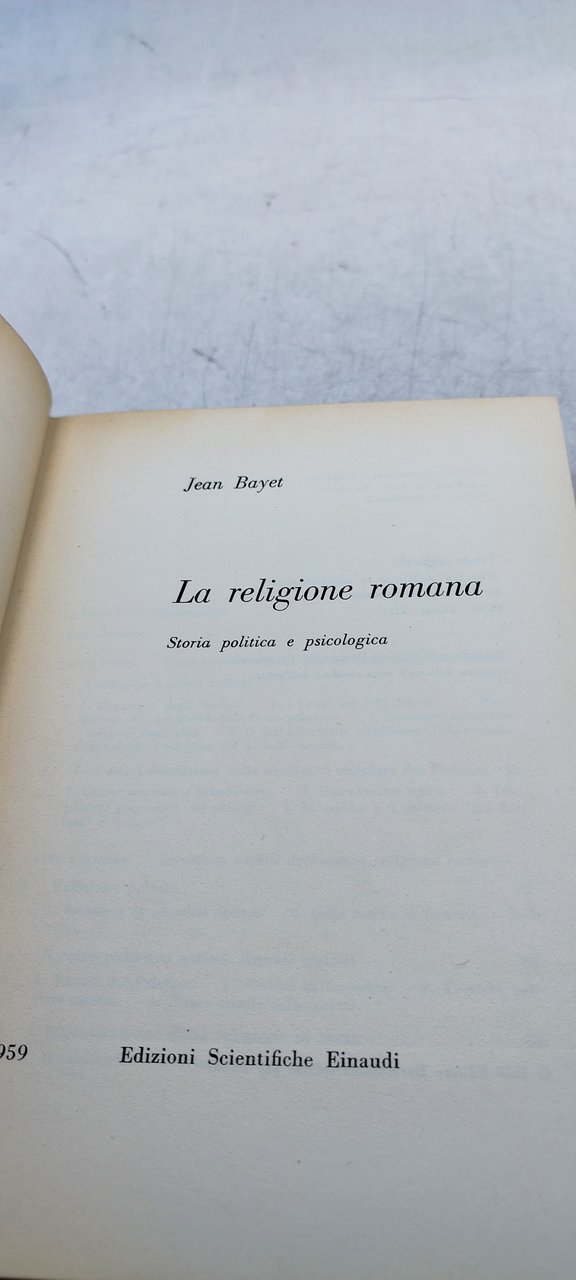 Jean Bayet
La religione romana
Storia politica e psicologica
959 Edizioni Scientifiche Einaudi